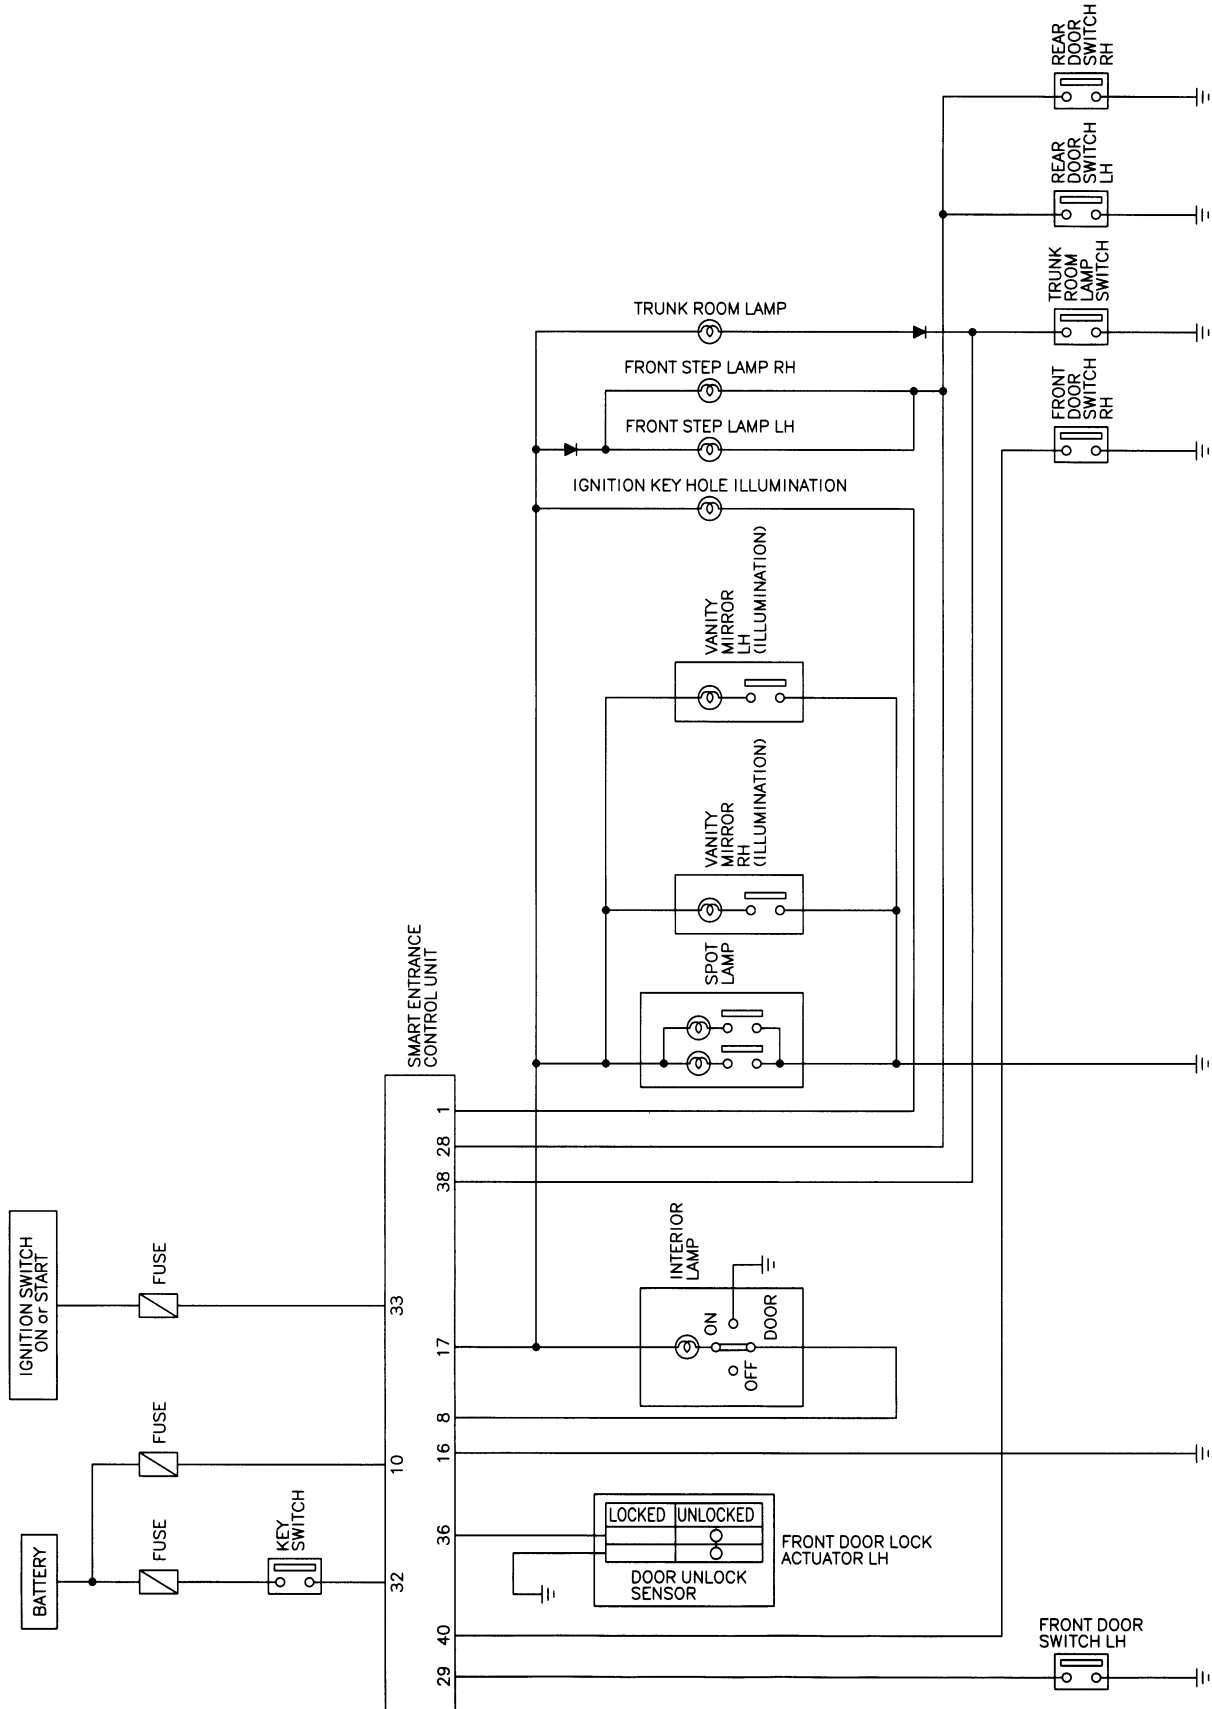 REAR
DOOR
SWITCH
RH
REAR
DOOR
SWITCH
LH
TRUNK
ROOM
LAMP
SWITCH
TRUNK ROOM LAMP
FRONT STEP LAMP RH
FRONT
DOOR
SWITCH
RH
FRONT STEP LAMP LH
IGNITION KEY HOLE ILLUMINATION
VANITY
MIRROR
LH
(ILLUMINATION)
VANITY
MIRROR
RH
(ILLUMINATION)
SPOT
LAMP
SMART ENTRANCE
CONTROL UNIT
1
28
38
IGNITION SWITCH
ON or START
FUSE
33
INTERIOR
LAMP
ON
DOOR
OFF
17
8
FUSE
10
16
BATTERY
FUSE
KEY
SWITCH
32
36
LOCKED
UNLOCKED
DOOR UNLOCK
SENSOR
FRONT DOOR LOCK
ACTUATOR LH
40
29
FRONT DOOR
SWITCH LH